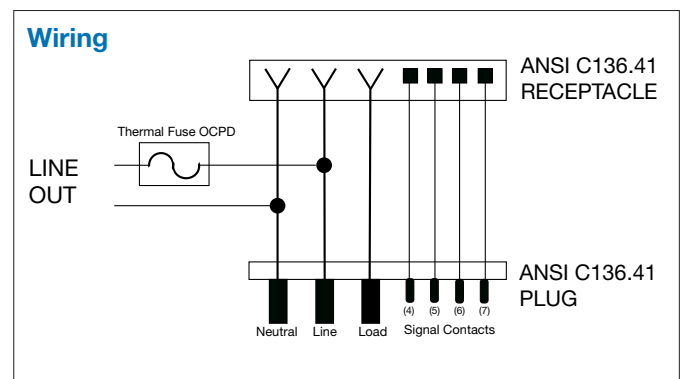 Wiring
ANSI C136.41
RECEPTACLE
Thermal Fuse OCPD
LINE
OUT
ANSI C136.41
PLUG
(4) (5) (6) (7)
Neutral Line Load Signal Contacts